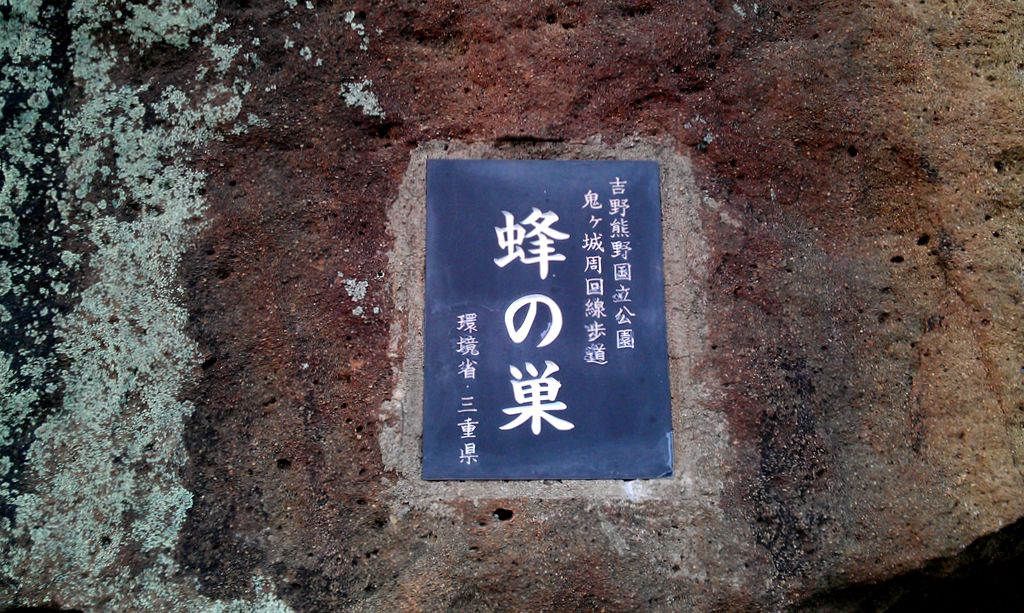 吉野熊野国立公園
鬼ヶ城周回線歩道
蜂の巣
環境省・三重県